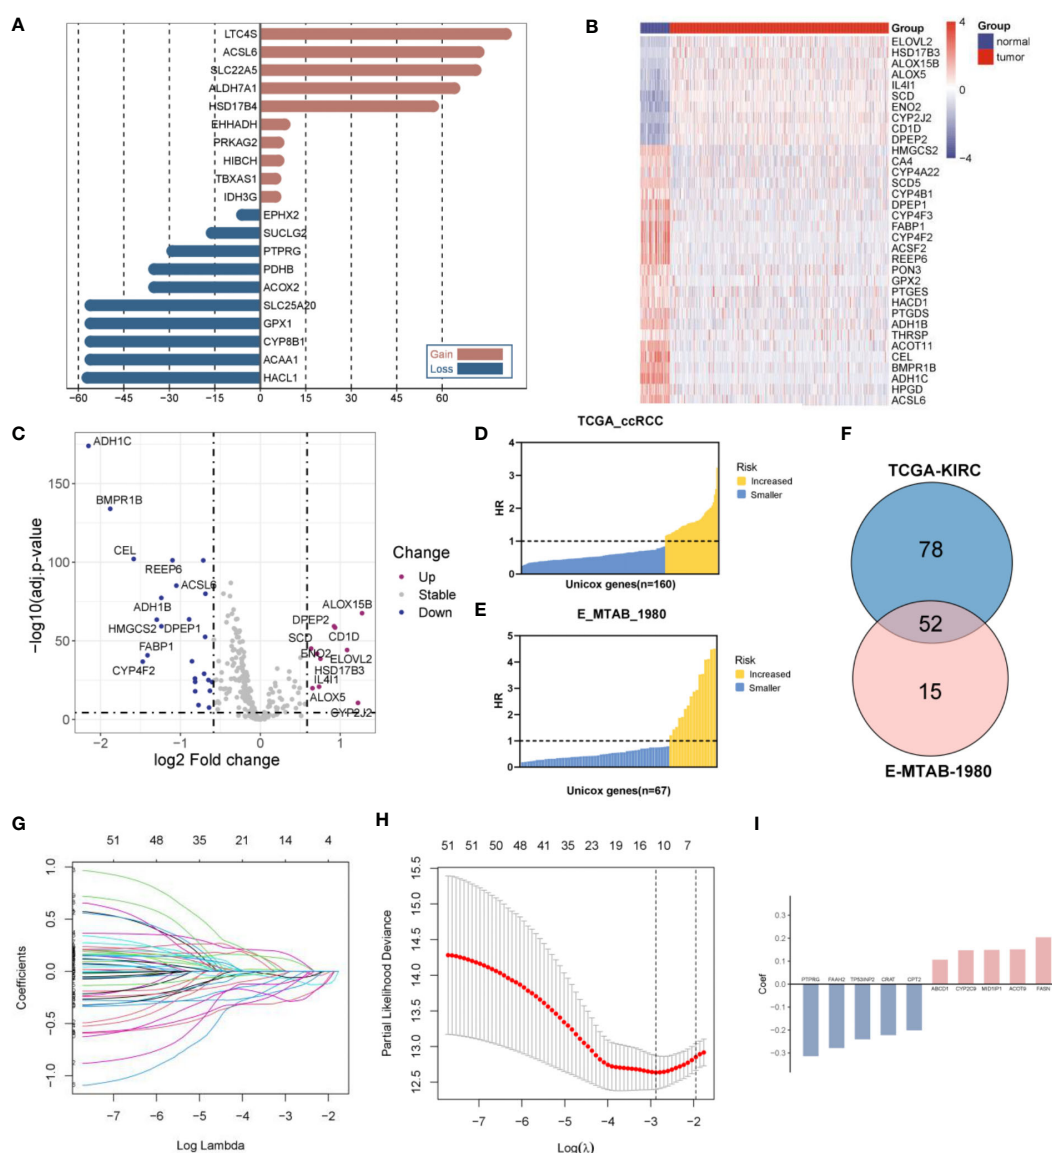 A
LTC4S
ACSL6
SLC22A5
ALDH7A1
HSD17B4
EHHADH
PRKAG2
HIBCH
TBXAS1
IDH3G
EPHX2
SUCLG2
PTPRG
PDHB
ACOX2
SLC25A20
GPX1
CYP8B1
ACAA1
HACL1
Gain
Loss
−60 −45 −30 −15 0 15 30 45 60
B
Group
ELOVL2
HSD17B3
ALOX15B
ALOX5
IL4I1
SCD
ENO2
CYP2J2
CD1D
DPEP2
HMGCS2
CA4
CYP4A22
SCD5
CYP4B1
DPEP1
CYP4F3
FABP1
CYP4F2
ACSF2
REEP6
PON3
GPX2
PTGES
HACD1
PTGDS
ADH1B
THRSP
ACOT11
CEL
BMPR1B
ADH1C
HPGD
ACSL6
4
0
−4
Group
normal
tumor
C
−log10(adj.p-value)
150
100
50
0
ADH1C
BMPR1B
CEL
REEP6
ACSL6
ADH1B
HMGCS2
DPEP1
FABP1
CYP4F2
ALOX15B
DPEP2
CD1D
SCD
ENO2
ELOVL2
HSD17B3
IL4I1
ALOX5
CYP2J2
−2 −1 0 1
log2 Fold change
Change
Up
Stable
Down
D
TCGA_ccRCC
HR
4
3
2
1
0
Unicox genes(n=160)
Risk
Increased
Smaller
E
E_MTAB_1980
HR
5
4
3
2
1
0
Unicox genes(n=67)
Risk
Increased
Smaller
F
TCGA-KIRC
78
52
15
E-MTAB-1980
G
51 48 35 21 14 4
Coefficients
1.0
0.5
0.0
−0.5
−1.0
−7 −6 −5 −4 −3 −2
Log Lambda
H
51 51 50 48 41 35 23 19 16 10 7
Partial Likelihood Deviance
15.5
15.0
14.5
14.0
13.5
13.0
12.5
−7 −6 −5 −4 −3 −2
Log(λ)
I
Coef
0.3
0.2
0.1
0.0
−0.1
−0.2
−0.3
PTPRG FAAH2 TP53INP2 CRAT CPT2
ABCD1 CYP2C9 MID1IP1 ACOT9 FASN